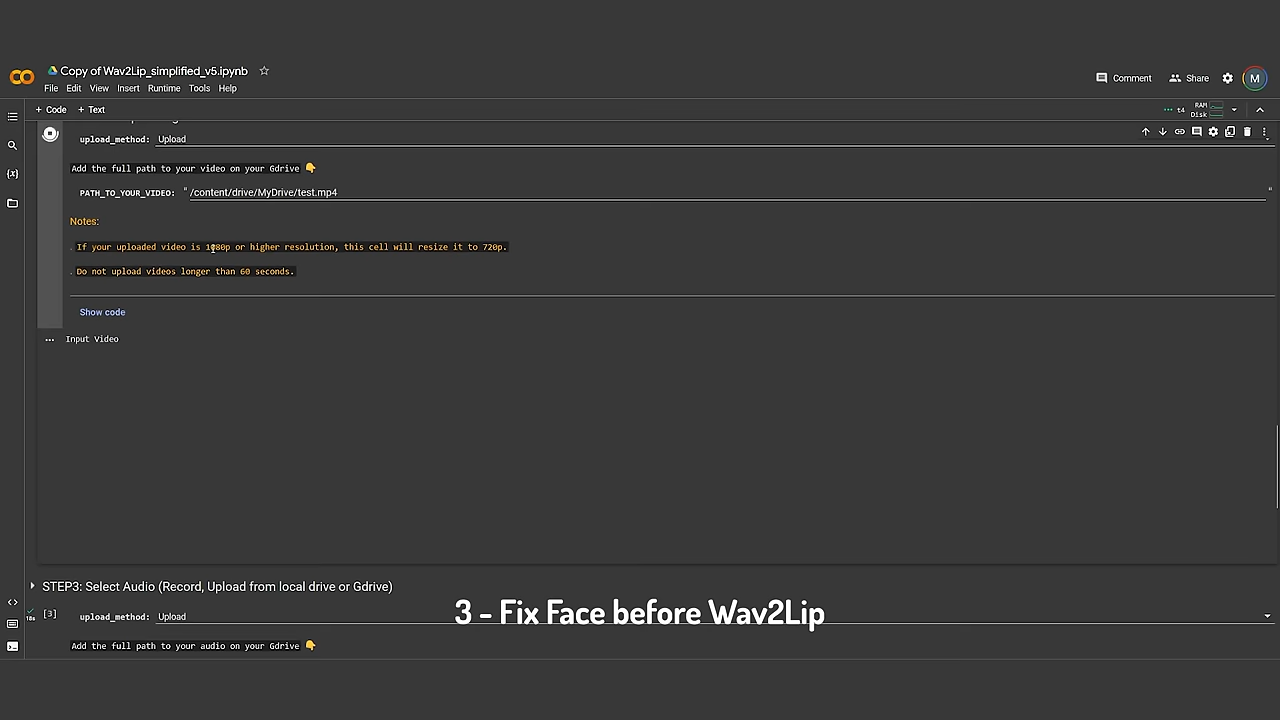 Copy of Wav2Lip_simplified_v5.ipynb
Comment
Share
M
File Edit View Insert Runtime Tools Help
+ Code + Text
T4
RAM
Disk
upload_method: Upload
Add the full path to your video on your Gdrive 👇
PATH_TO_YOUR_VIDEO: "/content/drive/MyDrive/test.mp4"
Notes:
. If your uploaded video is 1080p or higher resolution, this cell will resize it to 720p.
. Do not upload videos longer than 60 seconds.
Show code
... Input Video
STEP3: Select Audio (Record, Upload from local drive or Gdrive)
3 - Fix Face before Wav2Lip
[3]
18s
upload_method: Upload
Add the full path to your audio on your Gdrive 👇